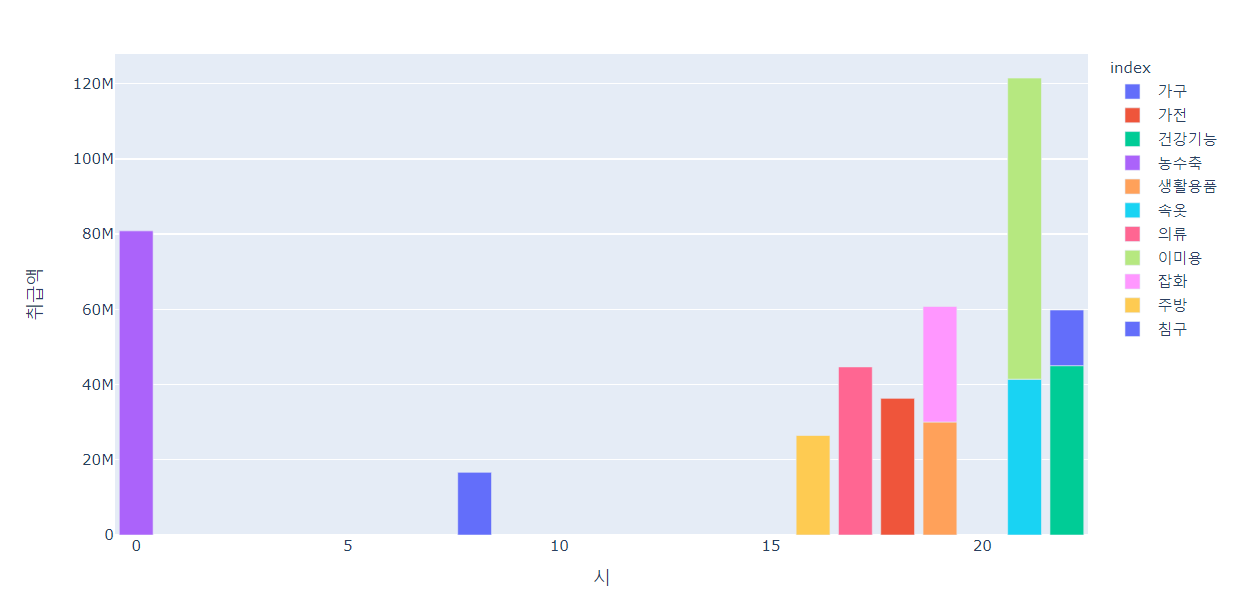 120M
100M
80M
60M
40M
20M
0
취급액
0 5 10 15 20
시
index
가구
가전
건강기능
농수축
생활용품
속옷
의류
이미용
잡화
주방
침구